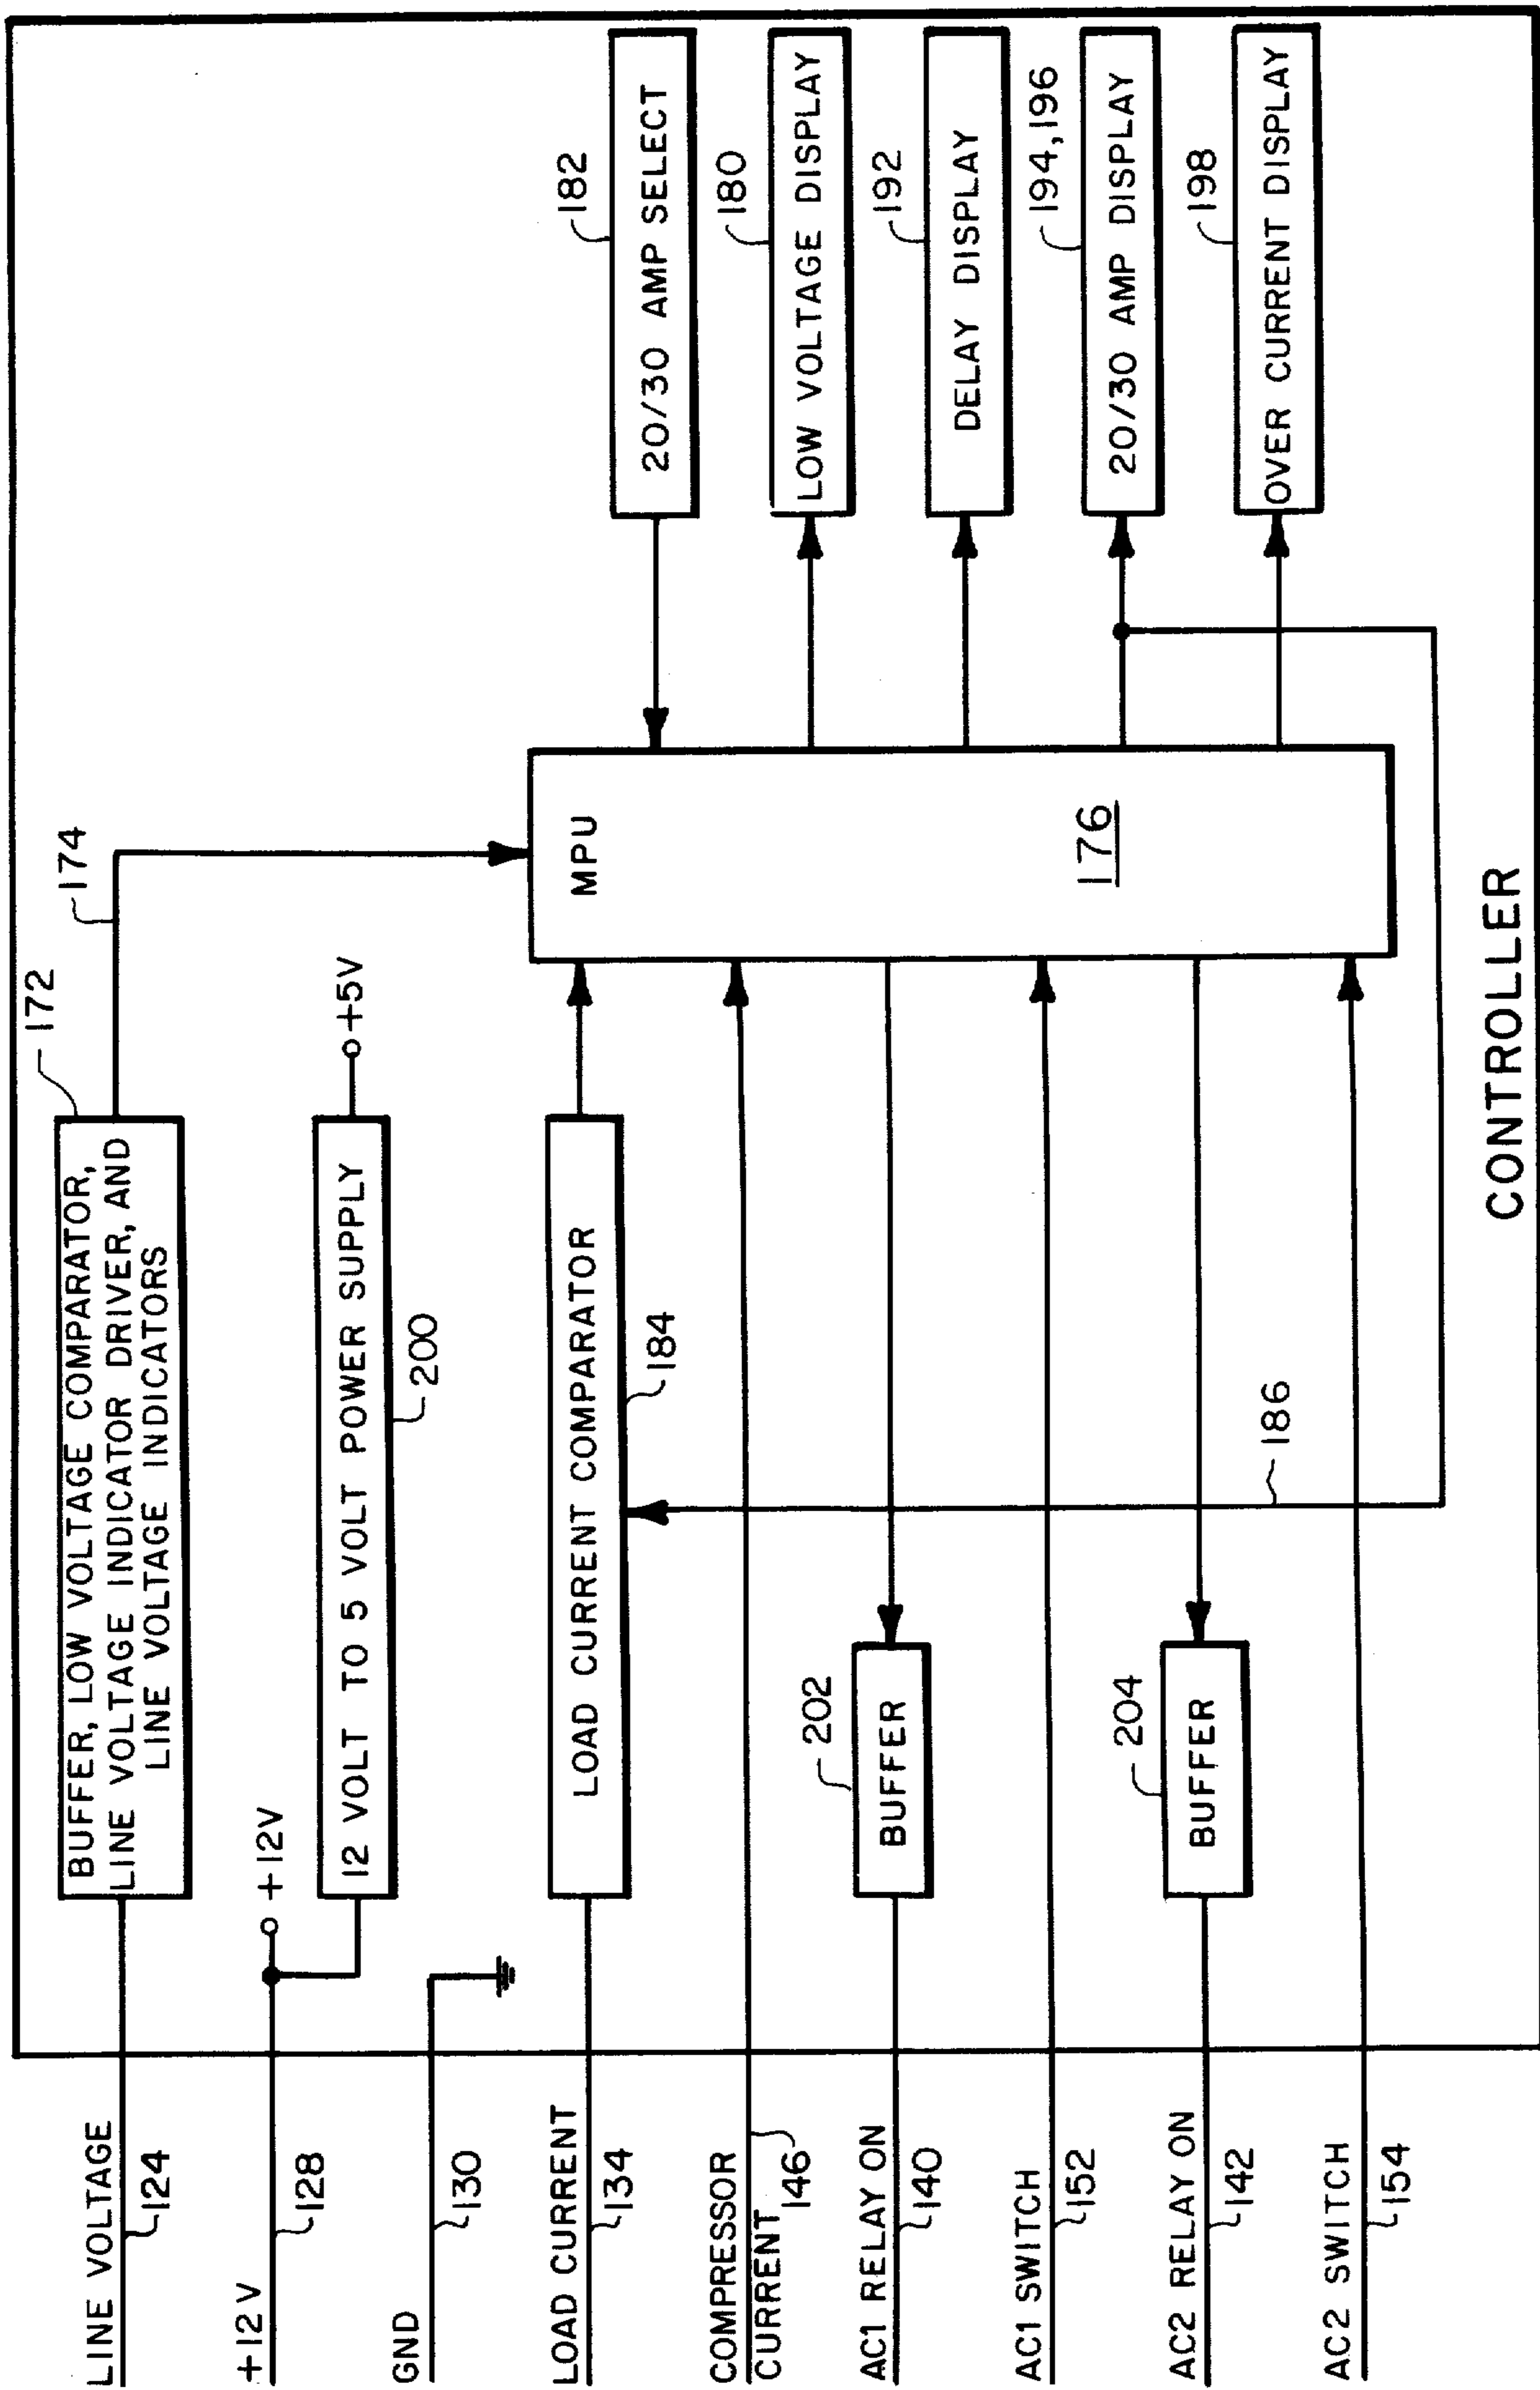 LINE VOLTAGE
124
+12 V
128
GND
130
LOAD CURRENT
134
COMPRESSOR
CURRENT
146
AC1 RELAY ON
140
AC1 SWITCH
152
AC2 RELAY ON
142
AC2 SWITCH
154
BUFFER, LOW VOLTAGE COMPARATOR,
LINE VOLTAGE INDICATOR DRIVER, AND
LINE VOLTAGE INDICATORS
172
174
+12V
12 VOLT TO 5 VOLT POWER SUPPLY
200
+5V
LOAD CURRENT COMPARATOR
184
186
BUFFER
202
BUFFER
204
MPU
176
20/30 AMP SELECT
182
LOW VOLTAGE DISPLAY
180
DELAY DISPLAY
192
20/30 AMP DISPLAY
194,196
OVER CURRENT DISPLAY
198
CONTROLLER